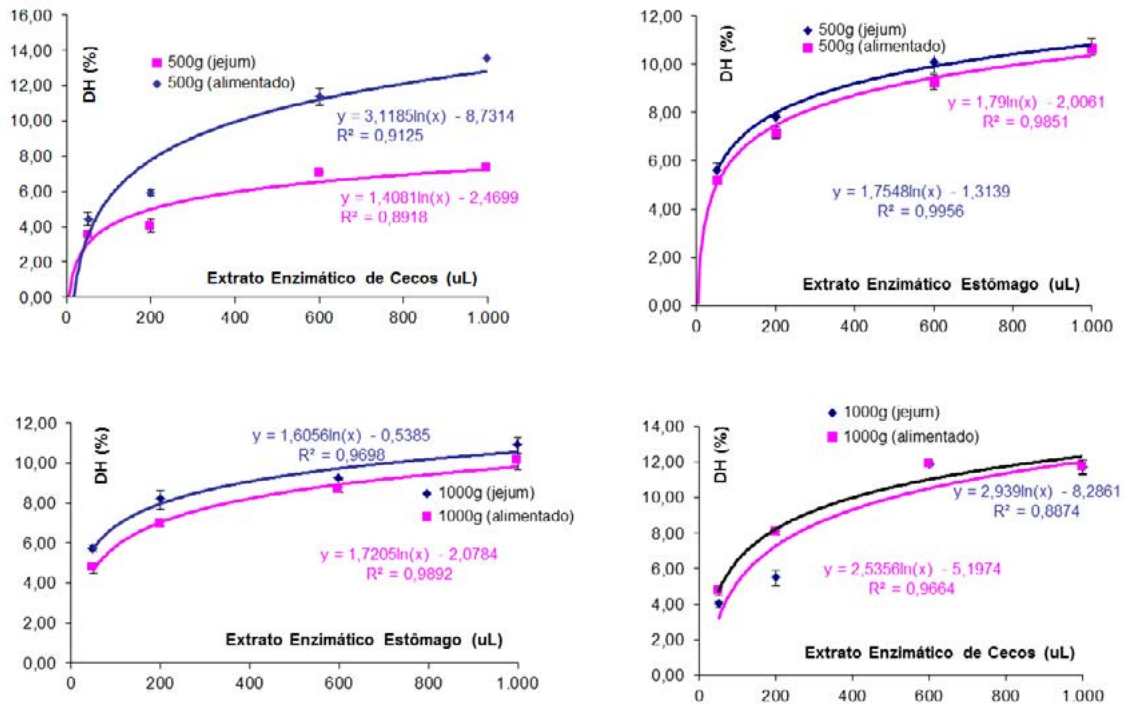 16,00
14,00
12,00
10,00
8,00
6,00
4,00
2,00
0,00
DH (%)
500g (jejum)
500g (alimentado)
y = 3,1185ln(x) - 8,7314
R² = 0,9125
y = 1,4081ln(x) - 2,4699
R² = 0,8918
Extrato Enzimático de Cecos (uL)
0 200 400 600 800 1.000
12,00
10,00
8,00
6,00
4,00
2,00
0,00
DH (%)
500g (jejum)
500g (alimentado)
y = 1,79ln(x) - 2,0061
R² = 0,9851
y = 1,7548ln(x) - 1,3139
R² = 0,9956
Extrato Enzimático Estômago (uL)
0 200 400 600 800 1.000
12,00
10,00
8,00
6,00
4,00
2,00
0,00
DH (%)
y = 1,6056ln(x) - 0,5385
R² = 0,9698
1000g (jejum)
1000g (alimentado)
y = 1,7205ln(x) - 2,0784
R² = 0,9892
Extrato Enzimático Estômago (uL)
0 200 400 600 800 1.000
14,00
12,00
10,00
8,00
6,00
4,00
2,00
0,00
DH (%)
1000g (jejum)
1000g (alimentado)
y = 2,939ln(x) - 8,2861
R² = 0,8874
y = 2,5356ln(x) - 5,1974
R² = 0,9664
Extrato Enzimático de Cecos (uL)
0 200 400 600 800 1.000